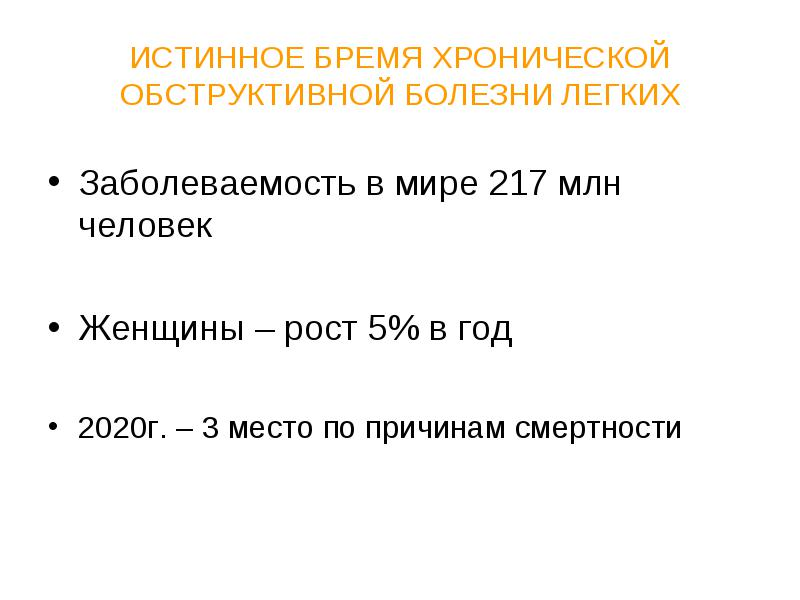 ИСТИННОЕ БРЕМЯ ХРОНИЧЕСКОЙ
ОБСТРУКТИВНОЙ БОЛЕЗНИ ЛЕГКИХ
• Заболеваемость в мире 217 млн
человек
• Женщины – рост 5% в год
• 2020г. – 3 место по причинам смертности